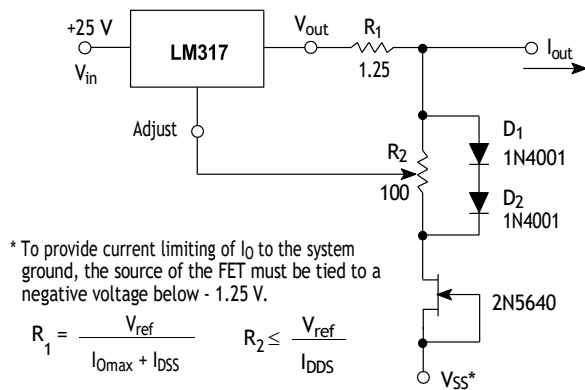 +25 V
V_in
LM317
V_out
R_1
1.25
I_out
Adjust
R_2
100
D_1
1N4001
D_2
1N4001
* To provide current limiting of I_O to the system
ground, the source of the FET must be tied to a
negative voltage below - 1.25 V.
2N5640
R_1 = V_ref / I_Omax + I_DSS
R_2 ≤ V_ref / I_DDS
V_SS*